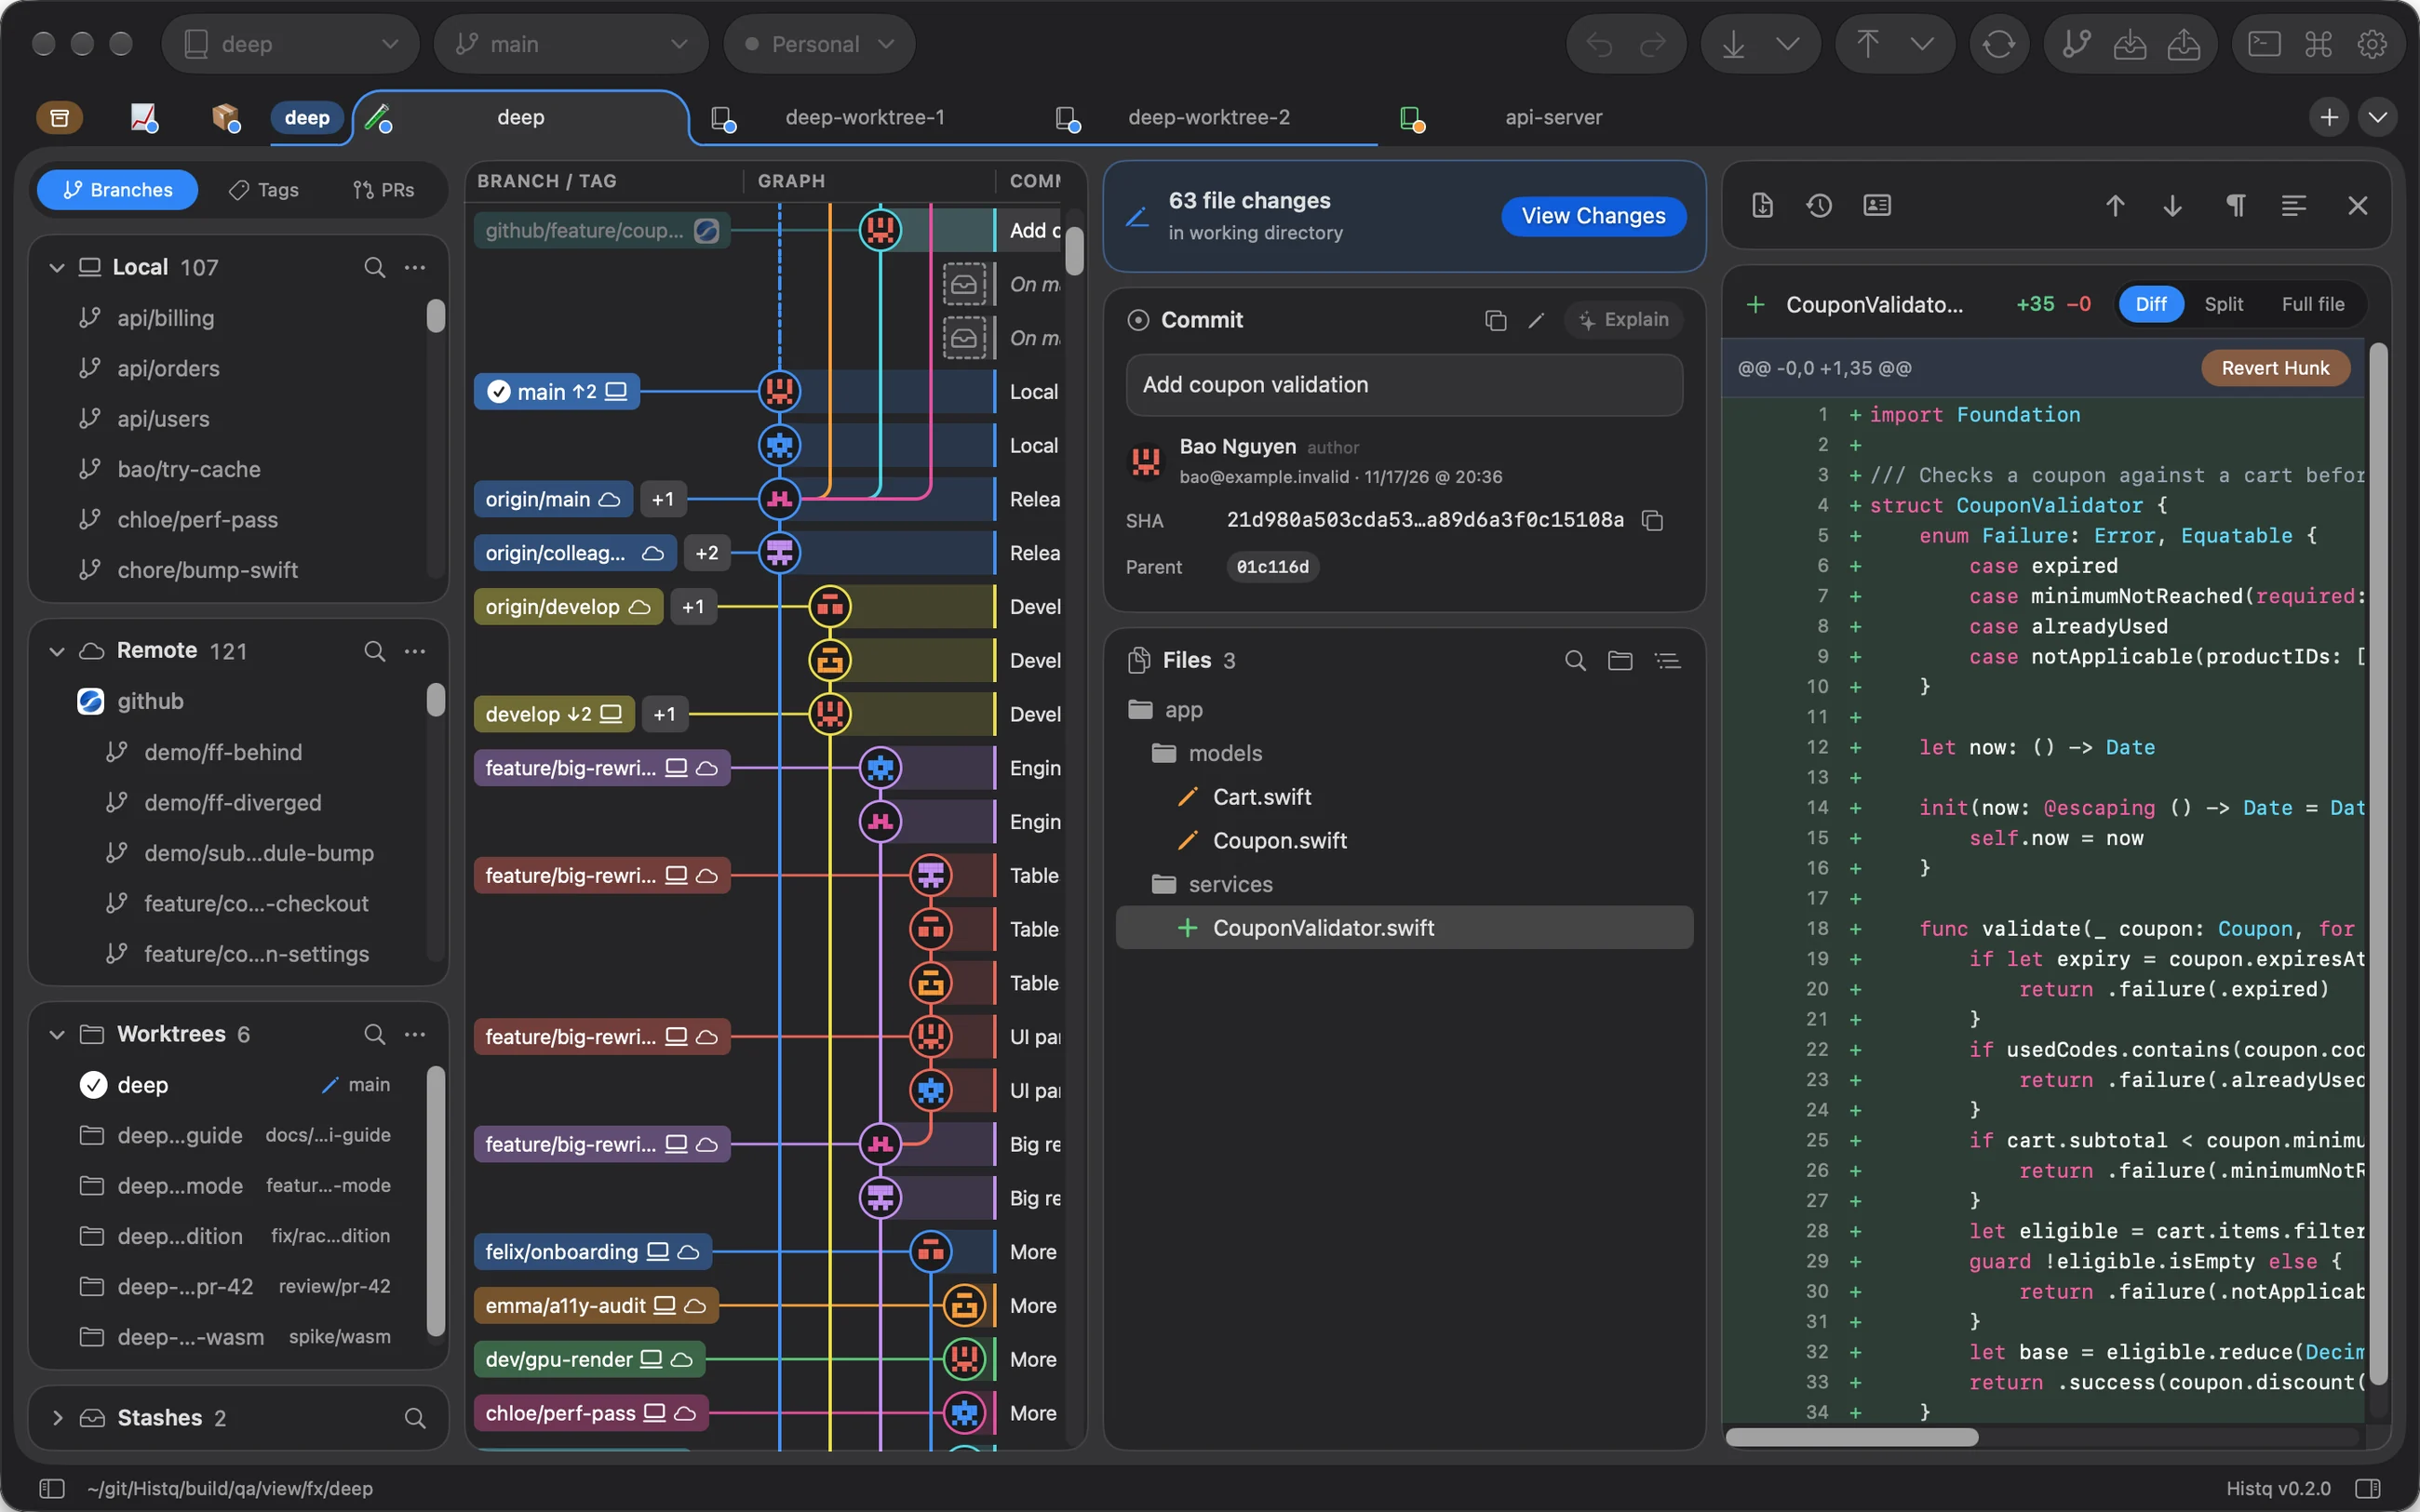 deep
main
Personal
deep
deep
deep-worktree-1
deep-worktree-2
api-server
Branches
Tags
PRs
Local 107
api/billing
api/orders
api/users
bao/try-cache
chloe/perf-pass
chore/bump-swift
Remote 121
github
demo/ff-behind
demo/ff-diverged
demo/sub...dule-bump
feature/co...-checkout
feature/co...n-settings
Worktrees 6
deep main
deep...guide docs/...i-guide
deep...mode featur...-mode
deep...dition fix/rac...dition
deep-...pr-42 review/pr-42
deep-...-wasm spike/wasm
Stashes 2
BRANCH / TAG GRAPH COMM
github/feature/coup... Add c
On m
On m
main ↑2 Local
Local
origin/main +1 Relea
origin/colleag... +2 Relea
origin/develop +1 Devel
Devel
develop ↓2 +1 Devel
feature/big-rewri... Engin
Engin
feature/big-rewri... Table
Table
Table
feature/big-rewri... UI pa
UI pa
feature/big-rewri... Big re
Big re
felix/onboarding More
emma/a11y-audit More
dev/gpu-render More
chloe/perf-pass More
63 file changes
in working directory
View Changes
Commit
Explain
Add coupon validation
Bao Nguyen author
bao@example.invalid · 11/17/26 @ 20:36
SHA 21d980a503cda53…a89d6a3f0c15108a
Parent 01c116d
Files 3
app
models
Cart.swift
Coupon.swift
services
CouponValidator.swift
CouponValidato... +35 −0
Diff Split Full file
@@ -0,0 +1,35 @@
Revert Hunk
1 + import Foundation
2 +
3 + /// Checks a coupon against a cart befor
4 + struct CouponValidator {
5 + enum Failure: Error, Equatable {
6 + case expired
7 + case minimumNotReached(required:
8 + case alreadyUsed
9 + case notApplicable(productIDs: [
10 + }
11 +
12 + let now: () -> Date
13 +
14 + init(now: @escaping () -> Date = Dat
15 + self.now = now
16 + }
17 +
18 + func validate(_ coupon: Coupon, for
19 + if let expiry = coupon.expiresAt
20 + return .failure(.expired)
21 + }
22 + if usedCodes.contains(coupon.cod
23 + return .failure(.alreadyUsed
24 + }
25 + if cart.subtotal < coupon.minimu
26 + return .failure(.minimumNotR
27 + }
28 + let eligible = cart.items.filter
29 + guard !eligible.isEmpty else {
30 + return .failure(.notApplicab
31 + }
32 + let base = eligible.reduce(Decim
33 + return .success(coupon.discount(
34 + }
~/git/Histq/build/qa/view/fx/deep
Histq v0.2.0